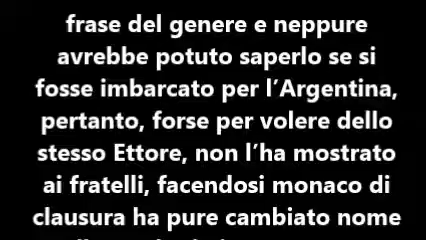 frase del genere e neppure
avrebbe potuto saperlo se si
fosse imbarcato per l’Argentina,
pertanto, forse per volere dello
stesso Ettore, non l’ha mostrato
ai fratelli, facendosi monaco di
clausura ha pure cambiato nome